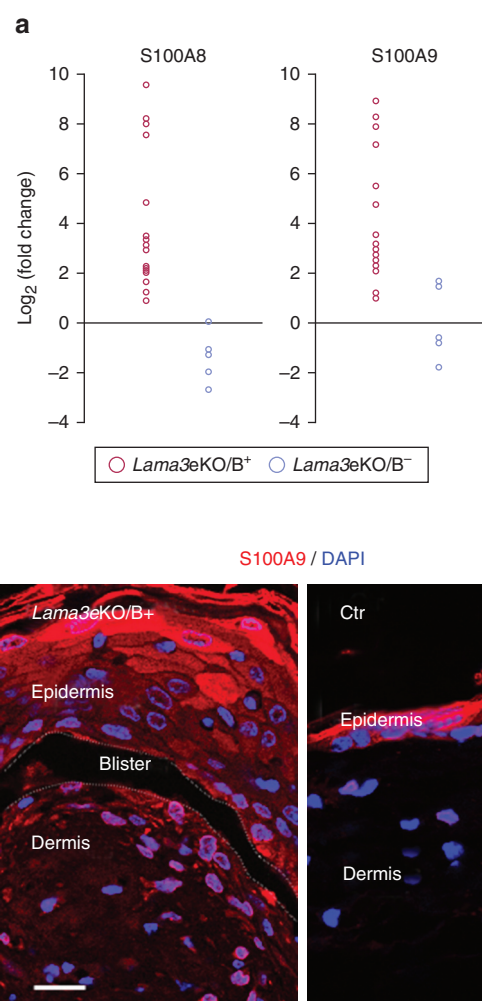 a
S100A8
S100A9
Log2 (fold change)
10
8
6
4
2
0
−2
−4
10
8
6
4
2
0
−2
−4
Lama3eKO/B+
Lama3eKO/B−
S100A9 / DAPI
Lama3eKO/B+
Epidermis
Blister
Dermis
Ctr
Epidermis
Dermis